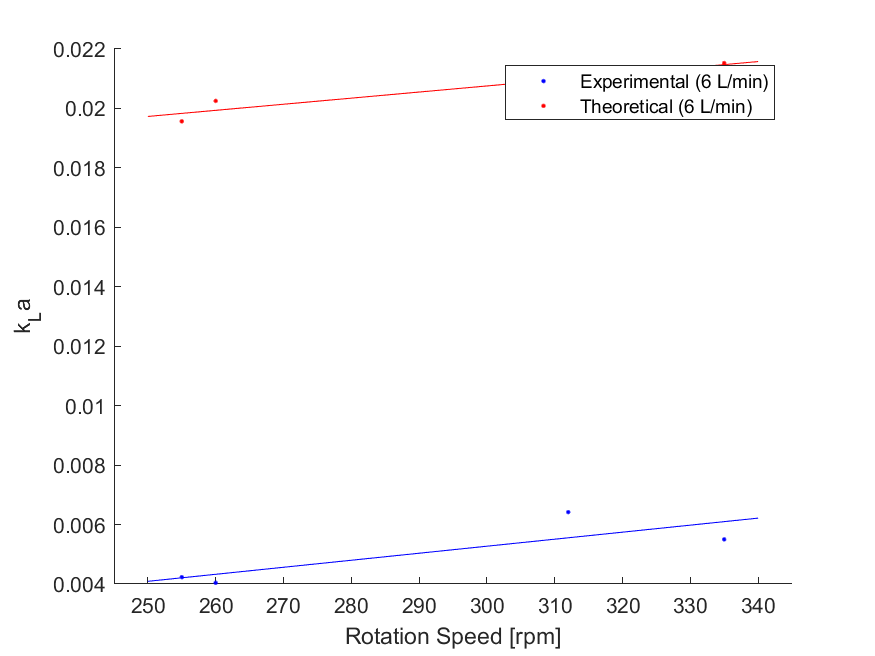 0.022
0.02
0.018
0.016
0.014
0.012
0.01
0.008
0.006
0.004
k_L a
Experimental (6 L/min)
Theoretical (6 L/min)
250 260 270 280 290 300 310 320 330 340
Rotation Speed [rpm]